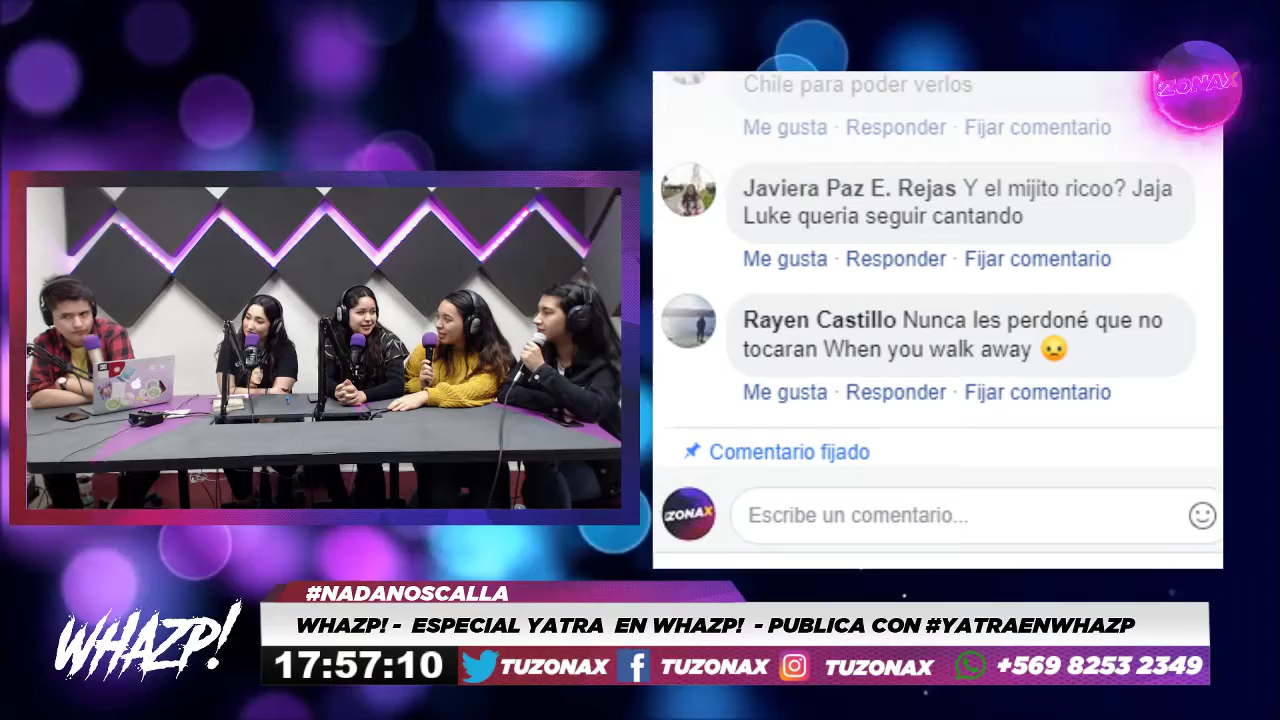 ZONAX
Chile para poder verlos
Me gusta · Responder · Fijar comentario
Javiera Paz E. Rejas Y el mijito ricoo? Jaja
Luke queria seguir cantando
Me gusta · Responder · Fijar comentario
Rayen Castillo Nunca les perdoné que no
tocaran When you walk away
Me gusta · Responder · Fijar comentario
Comentario fijado
ZONAX
Escribe un comentario...
#NADANOSCALLA
WHAZP!
WHAZP! - ESPECIAL YATRA EN WHAZP! - PUBLICA CON #YATRAENWHAZP
17:57:10 TUZONAX TUZONAX TUZONAX +569 8253 2349